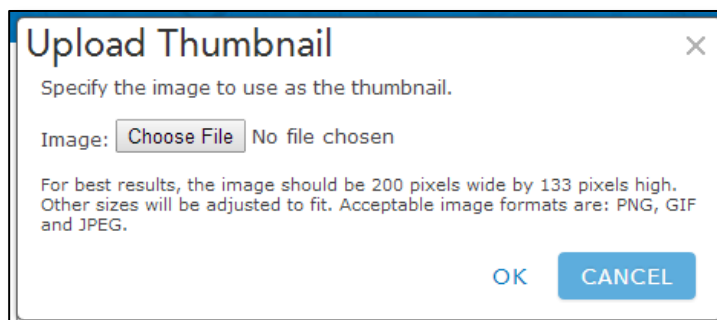 Upload Thumbnail
Specify the image to use as the thumbnail.
Image: Choose File No file chosen
For best results, the image should be 200 pixels wide by 133 pixels high.
Other sizes will be adjusted to fit. Acceptable image formats are: PNG, GIF
and JPEG.
OK CANCEL